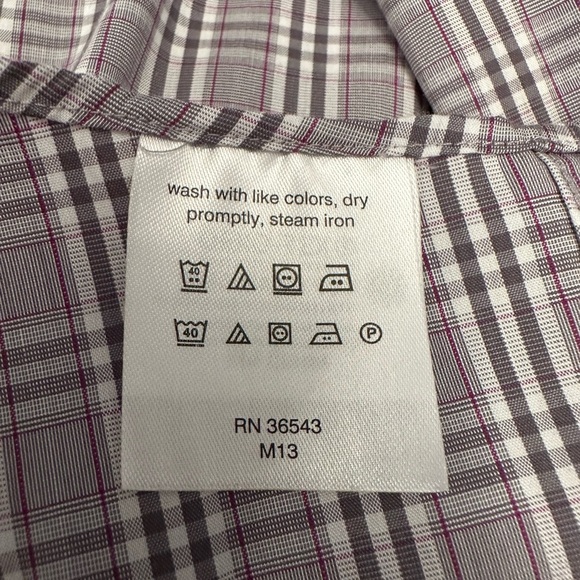 wash with like colors, dry
promptly, steam iron
40
40
P
RN 36543
M13